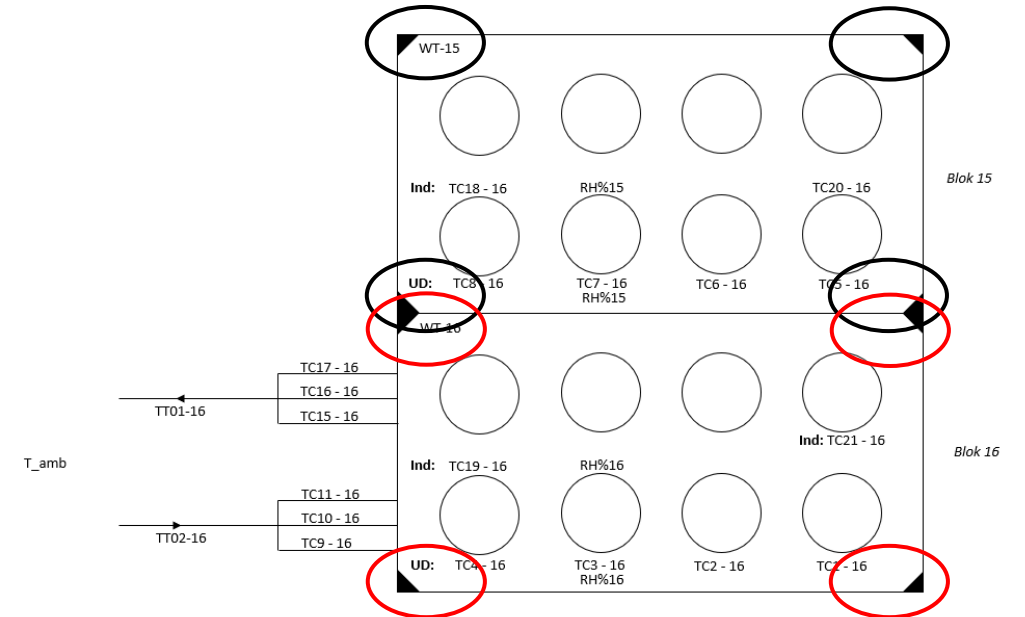 WT-15
Ind: TC18 - 16 RH%15 TC20 - 16
Blok 15
UD: TC8 - 16 TC7 - 16 TC6 - 16 TC5 - 16
RH%15
WT-16
TC17 - 16
TC16 - 16
TT01-16
TC15 - 16
Ind: TC21 - 16
Blok 16
T_amb
Ind: TC19 - 16 RH%16
TC11 - 16
TC10 - 16
TT02-16
TC9 - 16
UD: TC4 - 16 TC3 - 16 TC2 - 16 TC1 - 16
RH%16